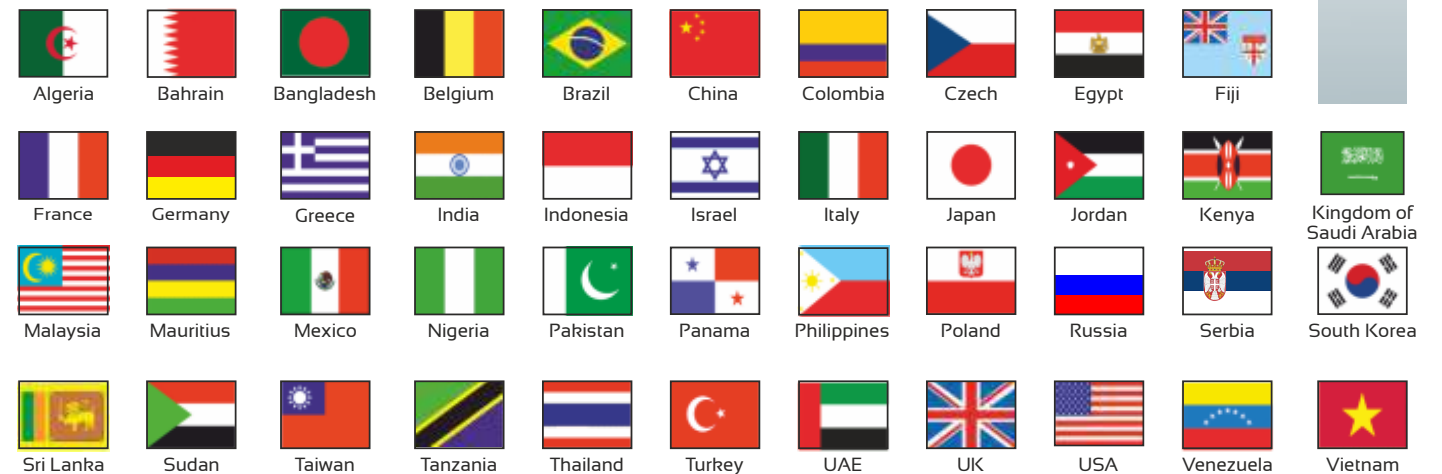 Algeria Bahrain Bangladesh Belgium Brazil China Colombia Czech Egypt Fiji
France Germany Greece India Indonesia Israel Italy Japan Jordan Kenya Kingdom of
Saudi Arabia
Malaysia Mauritius Mexico Nigeria Pakistan Panama Philippines Poland Russia Serbia South Korea
Sri Lanka Sudan Taiwan Tanzania Thailand Turkey UAE UK USA Venezuela Vietnam